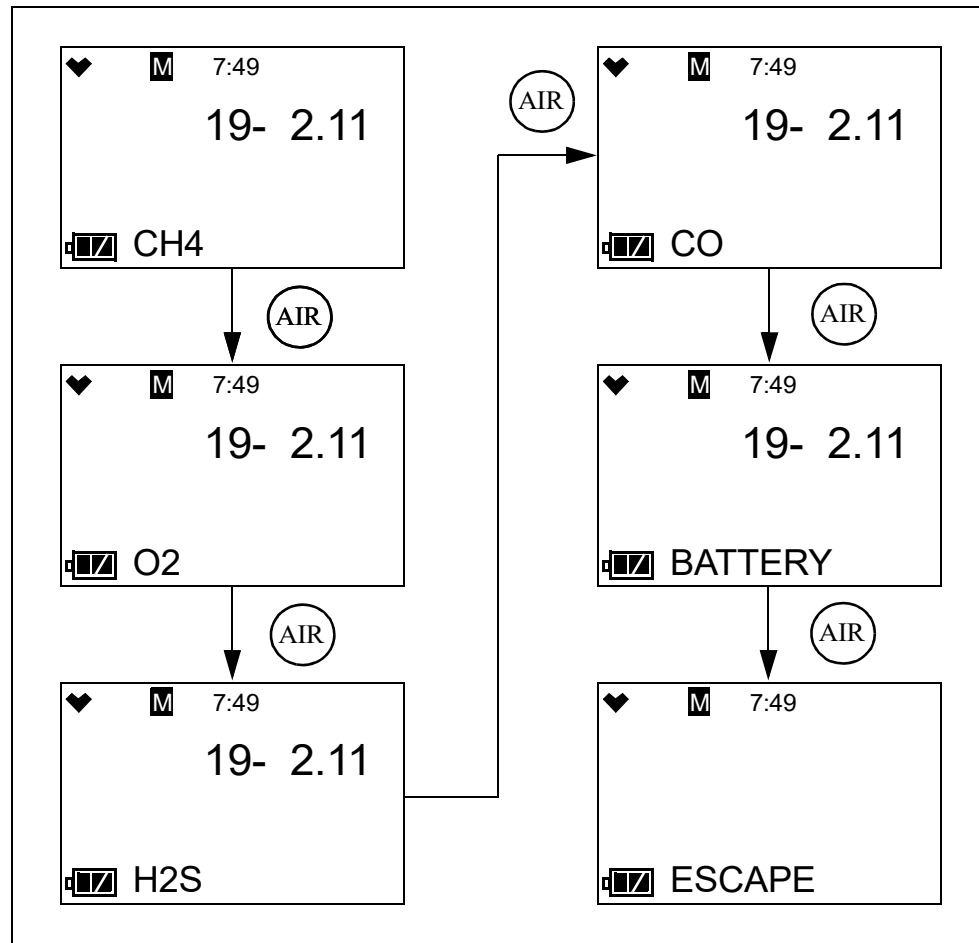 M 7:49
19- 2.11
CH4
AIR
M 7:49
19- 2.11
O2
AIR
M 7:49
19- 2.11
H2S
AIR
M 7:49
19- 2.11
CO
AIR
M 7:49
19- 2.11
BATTERY
AIR
M 7:49
ESCAPE